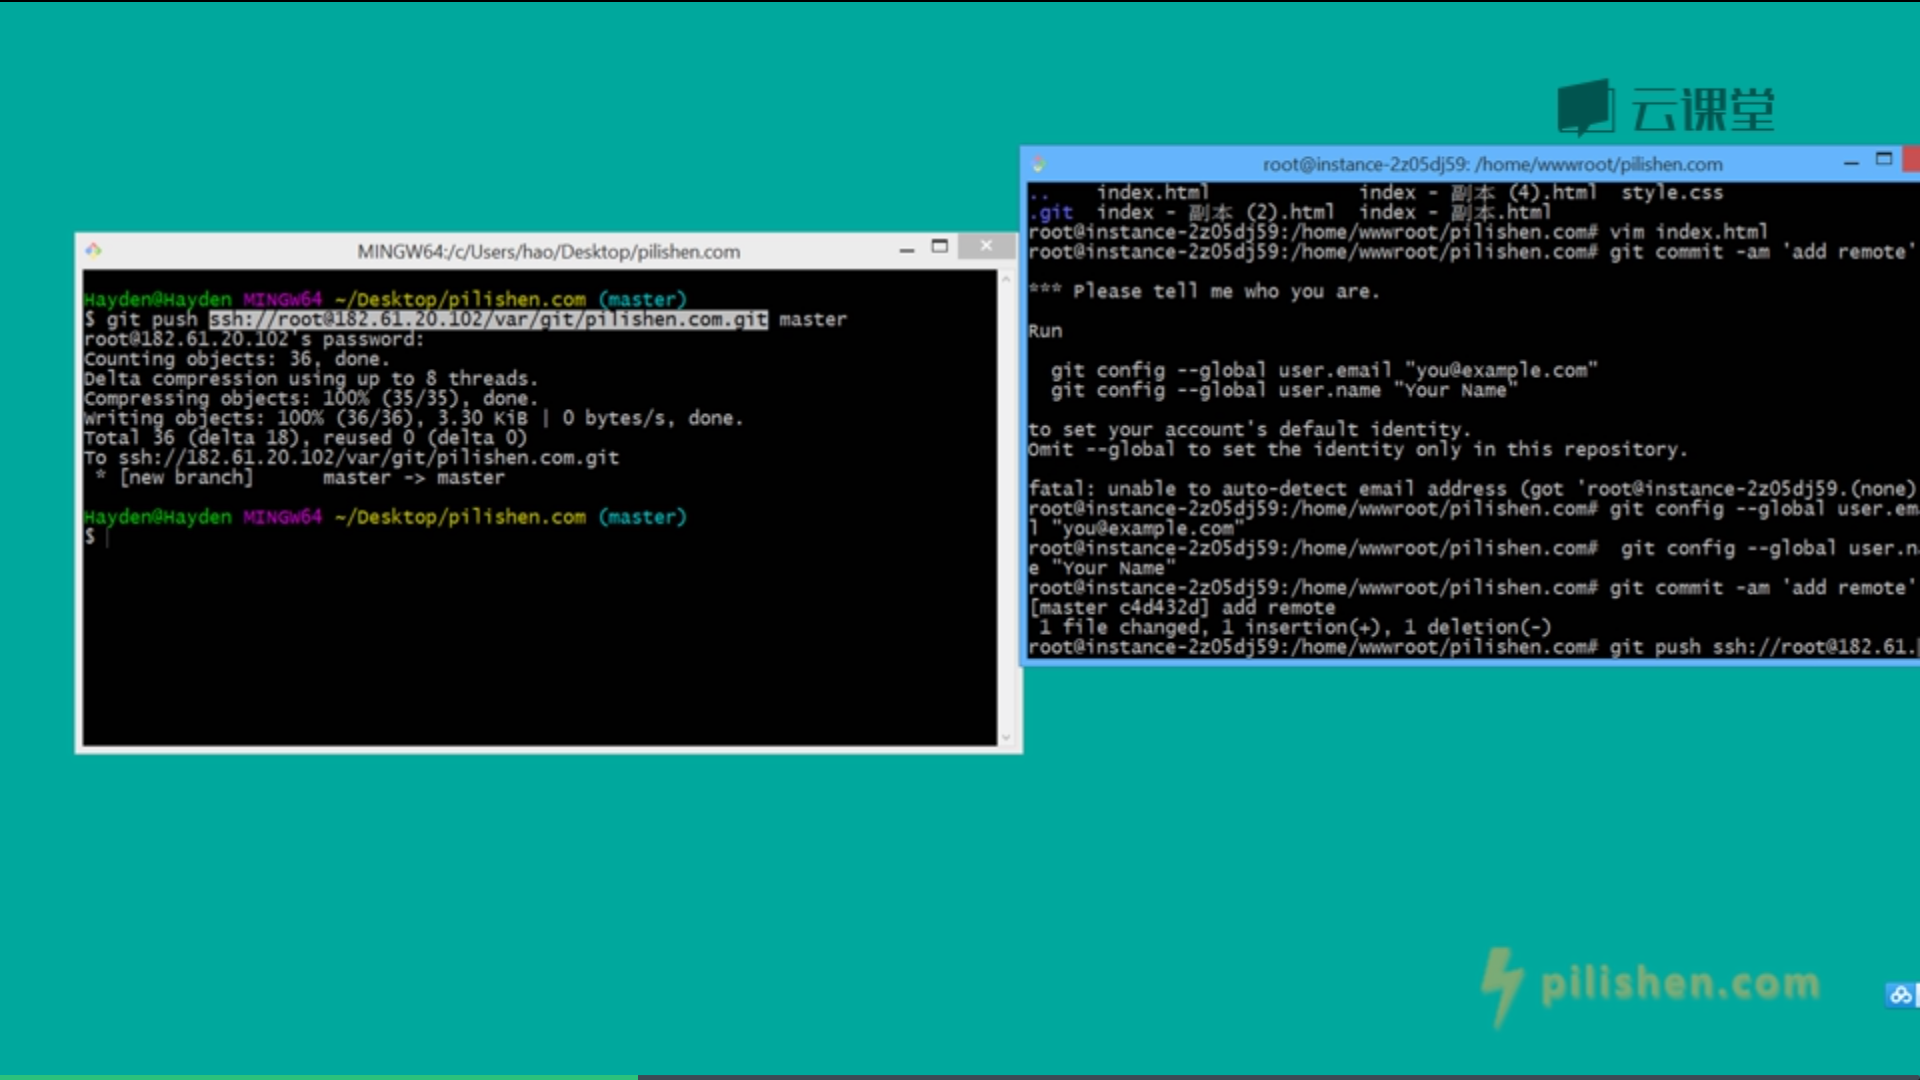 云课堂
MINGW64:/c/Users/hao/Desktop/pilishen.com
Hayden@Hayden MINGW64 ~/Desktop/pilishen.com (master)
$ git push ssh://root@182.61.20.102/var/git/pilishen.com.git master
root@182.61.20.102's password:
Counting objects: 36, done.
Delta compression using up to 8 threads.
Compressing objects: 100% (35/35), done.
Writing objects: 100% (36/36), 3.30 KiB | 0 bytes/s, done.
Total 36 (delta 18), reused 0 (delta 0)
To ssh://182.61.20.102/var/git/pilishen.com.git
 * [new branch]      master -> master
Hayden@Hayden MINGW64 ~/Desktop/pilishen.com (master)
$
root@instance-2z05dj59: /home/wwwroot/pilishen.com
..    index.html             index - 副本 (4).html  style.css
.git  index - 副本 (2).html  index - 副本.html
root@instance-2z05dj59:/home/wwwroot/pilishen.com# vim index.html
root@instance-2z05dj59:/home/wwwroot/pilishen.com# git commit -am 'add remote'
*** Please tell me who you are.
Run
  git config --global user.email "you@example.com"
  git config --global user.name "Your Name"
to set your account's default identity.
Omit --global to set the identity only in this repository.
fatal: unable to auto-detect email address (got 'root@instance-2z05dj59.(none)
root@instance-2z05dj59:/home/wwwroot/pilishen.com# git config --global user.em
l "you@example.com"
root@instance-2z05dj59:/home/wwwroot/pilishen.com#  git config --global user.n
e "Your Name"
root@instance-2z05dj59:/home/wwwroot/pilishen.com# git commit -am 'add remote'
[master c4d432d] add remote
 1 file changed, 1 insertion(+), 1 deletion(-)
root@instance-2z05dj59:/home/wwwroot/pilishen.com# git push ssh://root@182.61.
pilishen.com